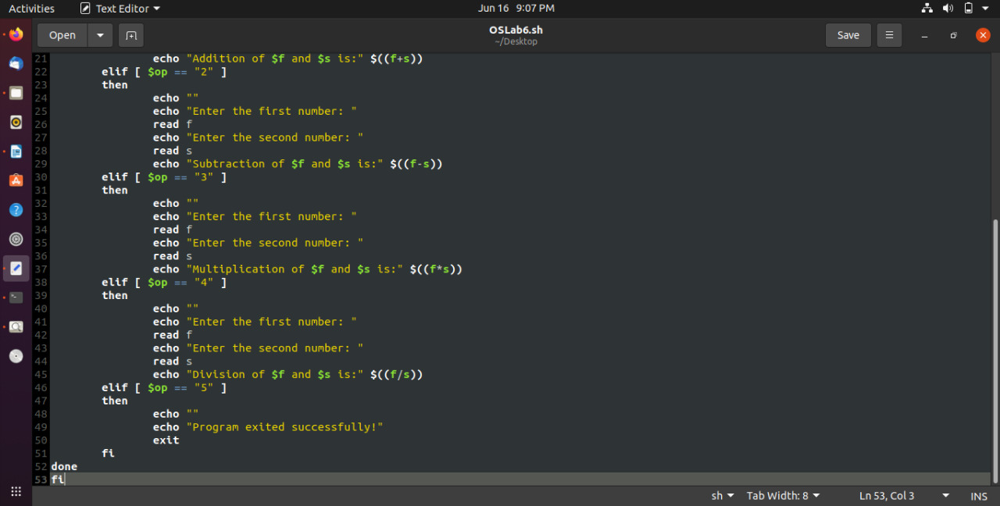 Activities Text Editor Jun 16 9:07 PM
Open OSLab6.sh Save
~/Desktop
21 echo "Addition of $f and $s is:" $((f+s))
22 elif [ $op == "2" ]
23 then
24 echo ""
25 echo "Enter the first number: "
26 read f
27 echo "Enter the second number: "
28 read s
29 echo "Subtraction of $f and $s is:" $((f-s))
30 elif [ $op == "3" ]
31 then
32 echo ""
33 echo "Enter the first number: "
34 read f
35 echo "Enter the second number: "
36 read s
37 echo "Multiplication of $f and $s is:" $((f*s))
38 elif [ $op == "4" ]
39 then
40 echo ""
41 echo "Enter the first number: "
42 read f
43 echo "Enter the second number: "
44 read s
45 echo "Division of $f and $s is:" $((f/s))
46 elif [ $op == "5" ]
47 then
48 echo ""
49 echo "Program exited successfully!"
50 exit
51 fi
52 done
53 fi
sh Tab Width: 8 Ln 53, Col 3 INS